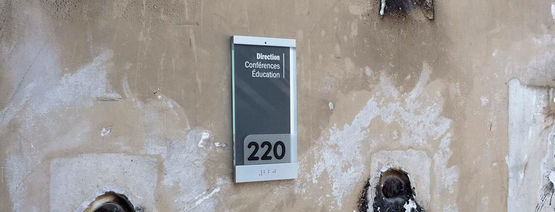 Direction
Conférences
Éducation
220